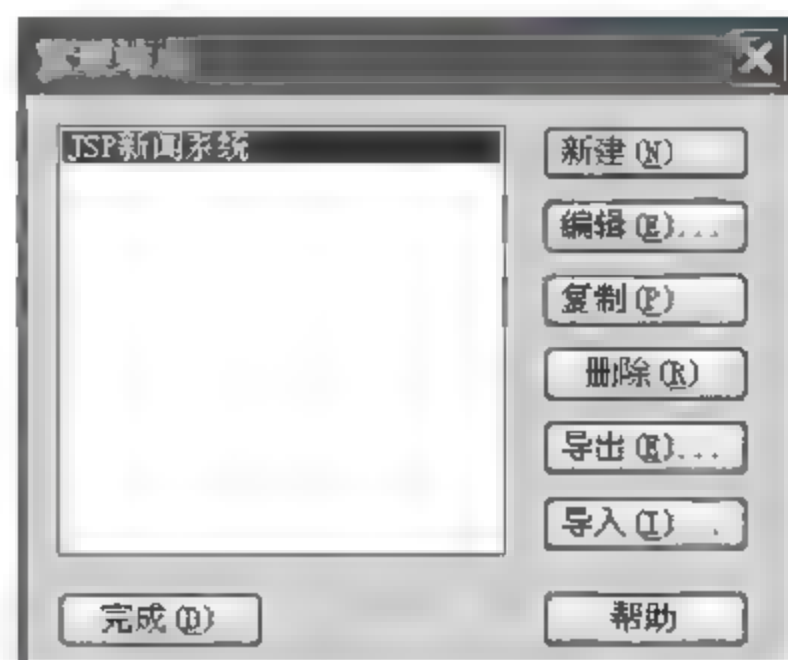 JSP新闻系统
新建(N)
编辑(E)...
复制(P)
删除(R)
导出(E)...
导入(I)
完成(D)
帮助